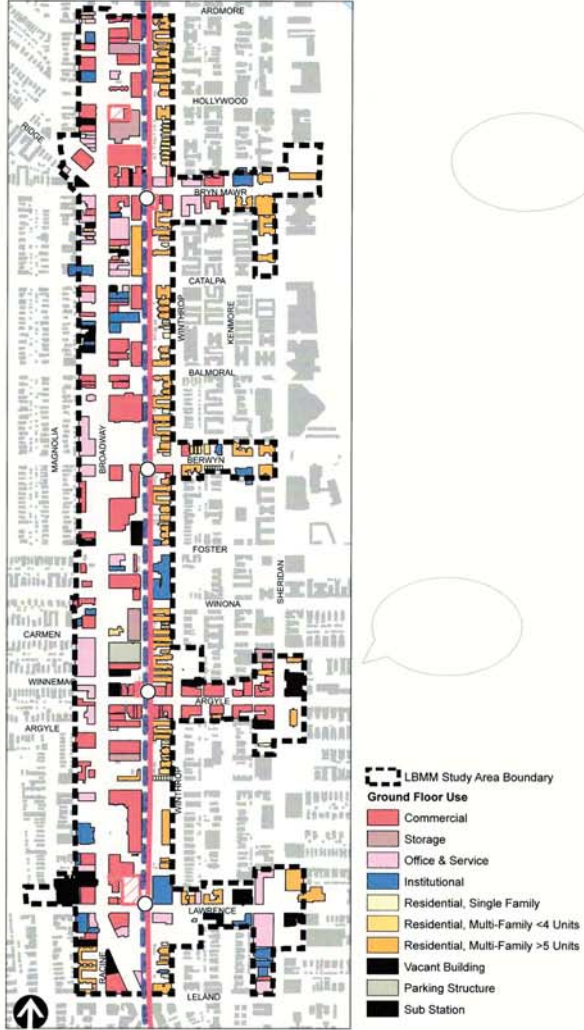 ARDMORE
HOLLYWOOD
RIDGE
BRYN MAWR
CATALPA
WINTHROP
KENMORE
BALMORAL
MAGNOLIA
BROADWAY
BERWYN
FOSTER
SHERIDAN
WINONA
CARMEN
WINNEMAC
ARGYLE
ARGYLE
WINTHROP
LAWRENCE
RACINE
LELAND
LBMM Study Area Boundary
Ground Floor Use
Commercial
Storage
Office & Service
Institutional
Residential, Single Family
Residential, Multi-Family <4 Units
Residential, Multi-Family >5 Units
Vacant Building
Parking Structure
Sub Station